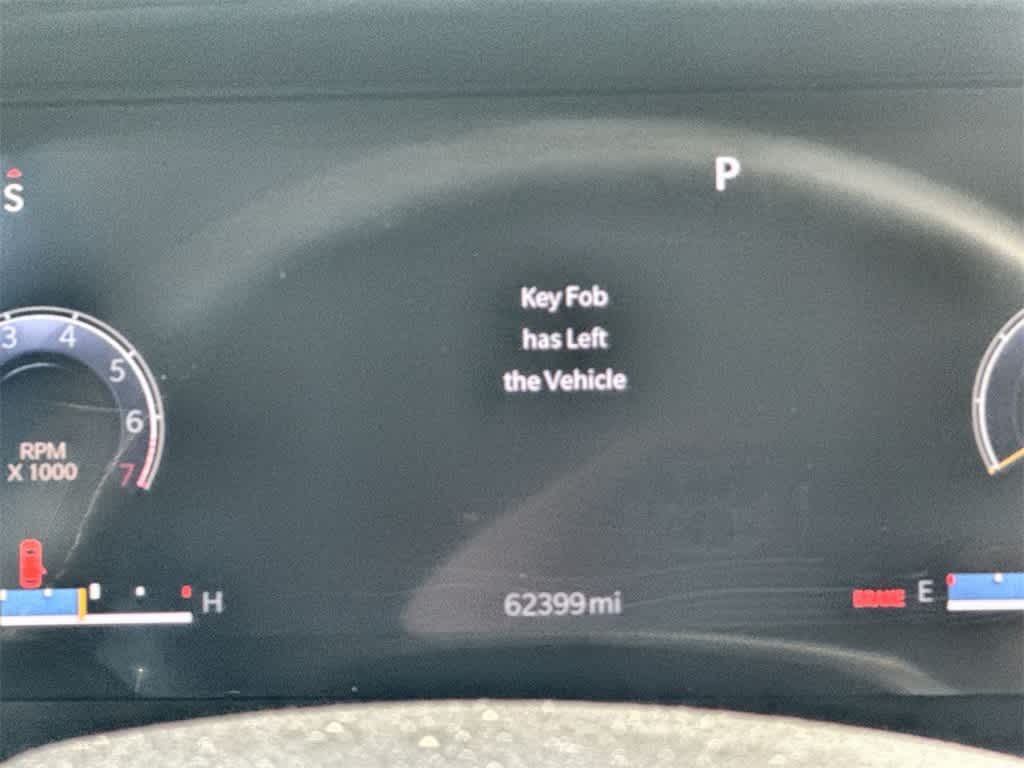 P
S
Key Fob
has Left
the Vehicle
3 4 5 6 7
RPM
X 1000
H
62399 mi
BRAKE
E